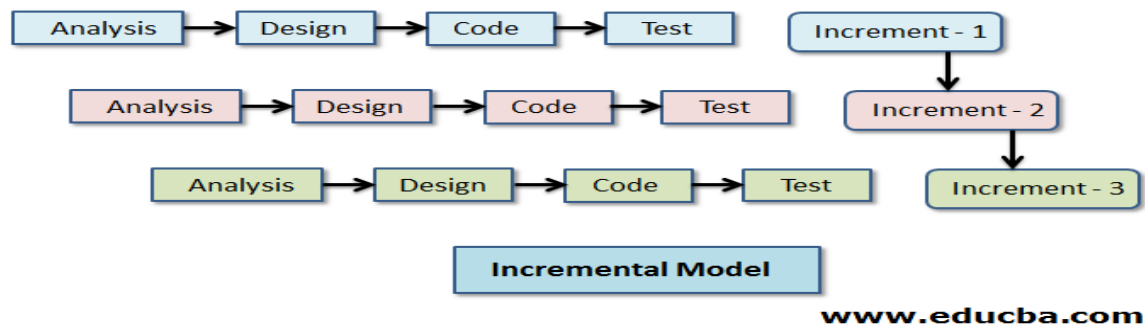 Analysis Design Code Test Increment - 1
Analysis Design Code Test Increment - 2
Analysis Design Code Test Increment - 3
Incremental Model
www.educba.com